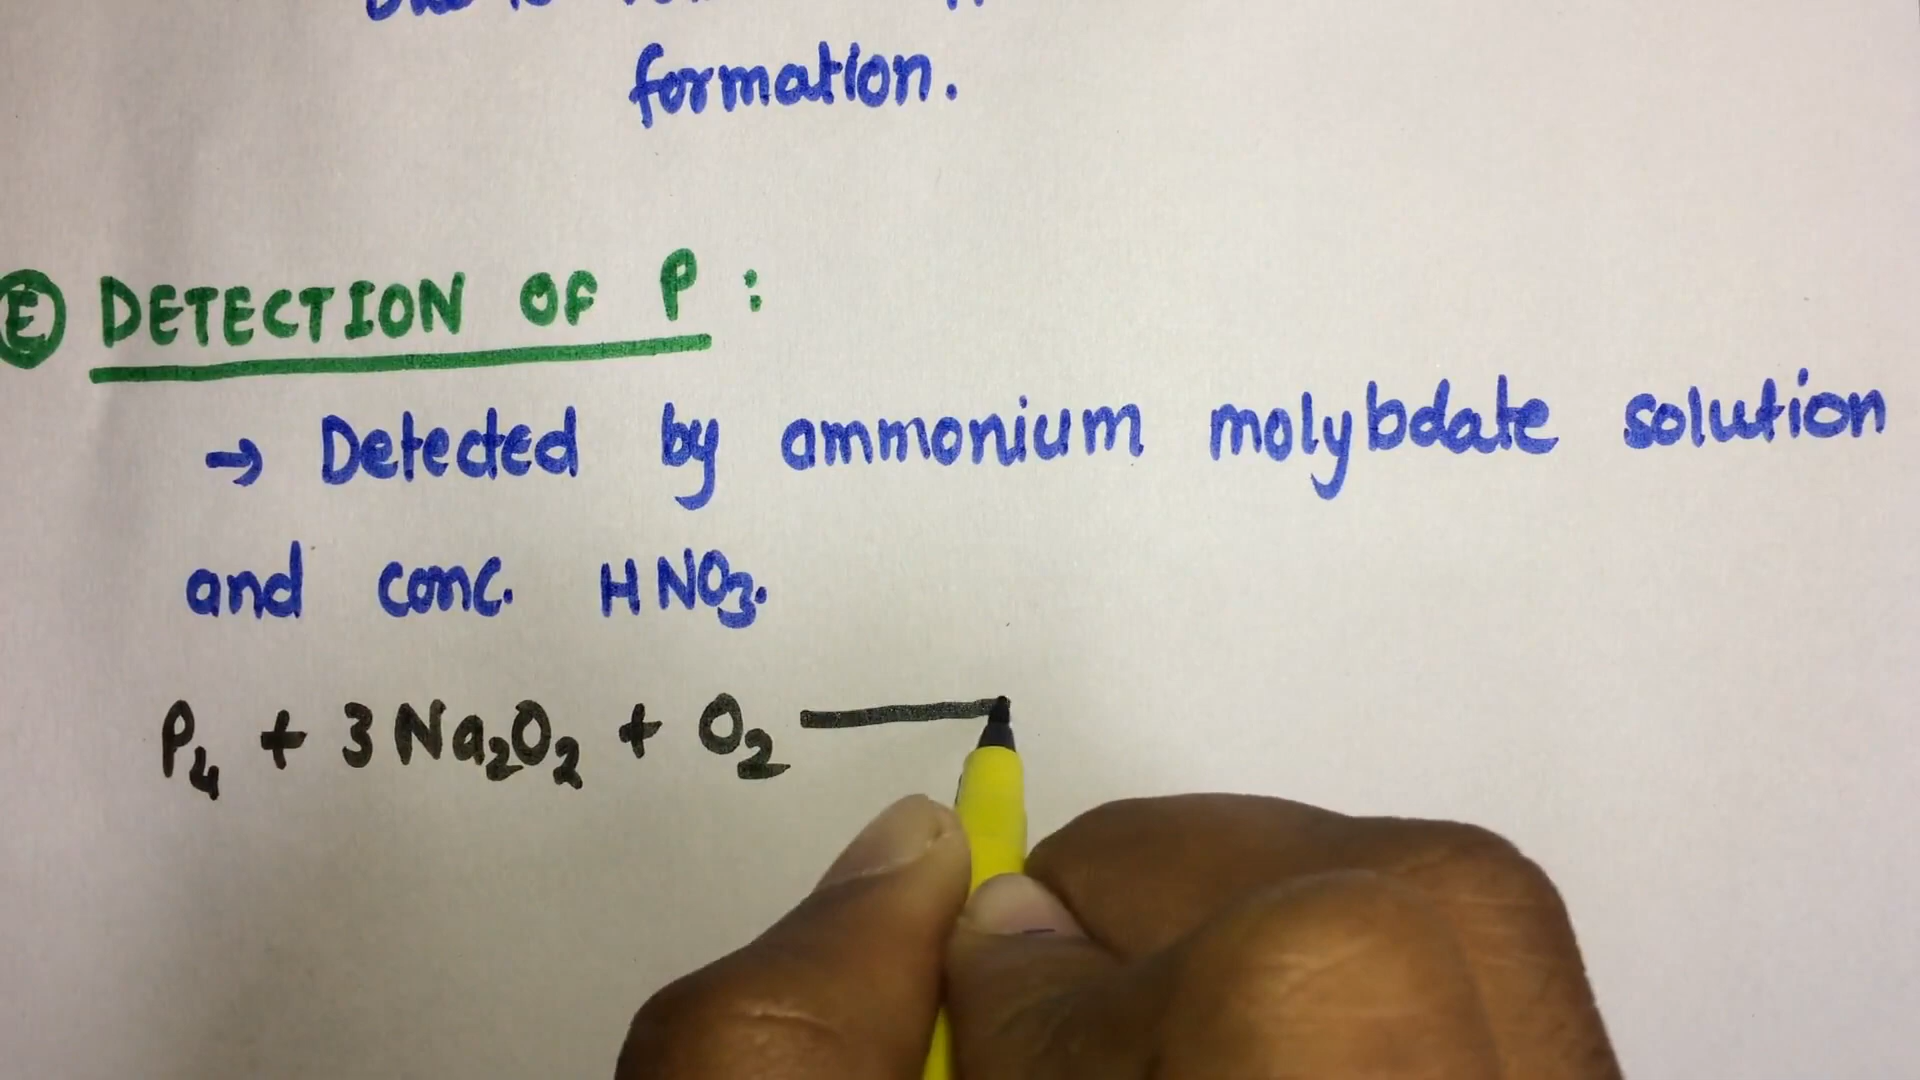 formation.
Ⓔ DETECTION OF P :
→ Detected by ammonium molybdate solution
and conc. HNO₃.
P₄ + 3Na₂O₂ + O₂